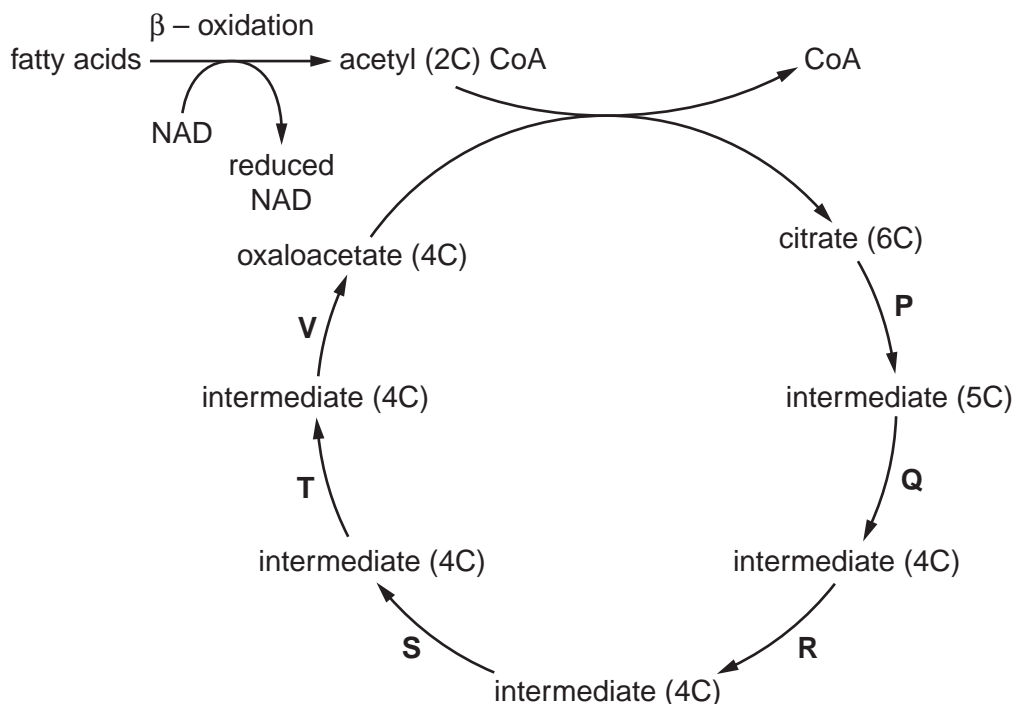 β – oxidation
fatty acids
acetyl (2C) CoA
CoA
NAD
reduced
NAD
oxaloacetate (4C)
citrate (6C)
V
P
intermediate (4C)
intermediate (5C)
T
Q
intermediate (4C)
intermediate (4C)
S
R
intermediate (4C)